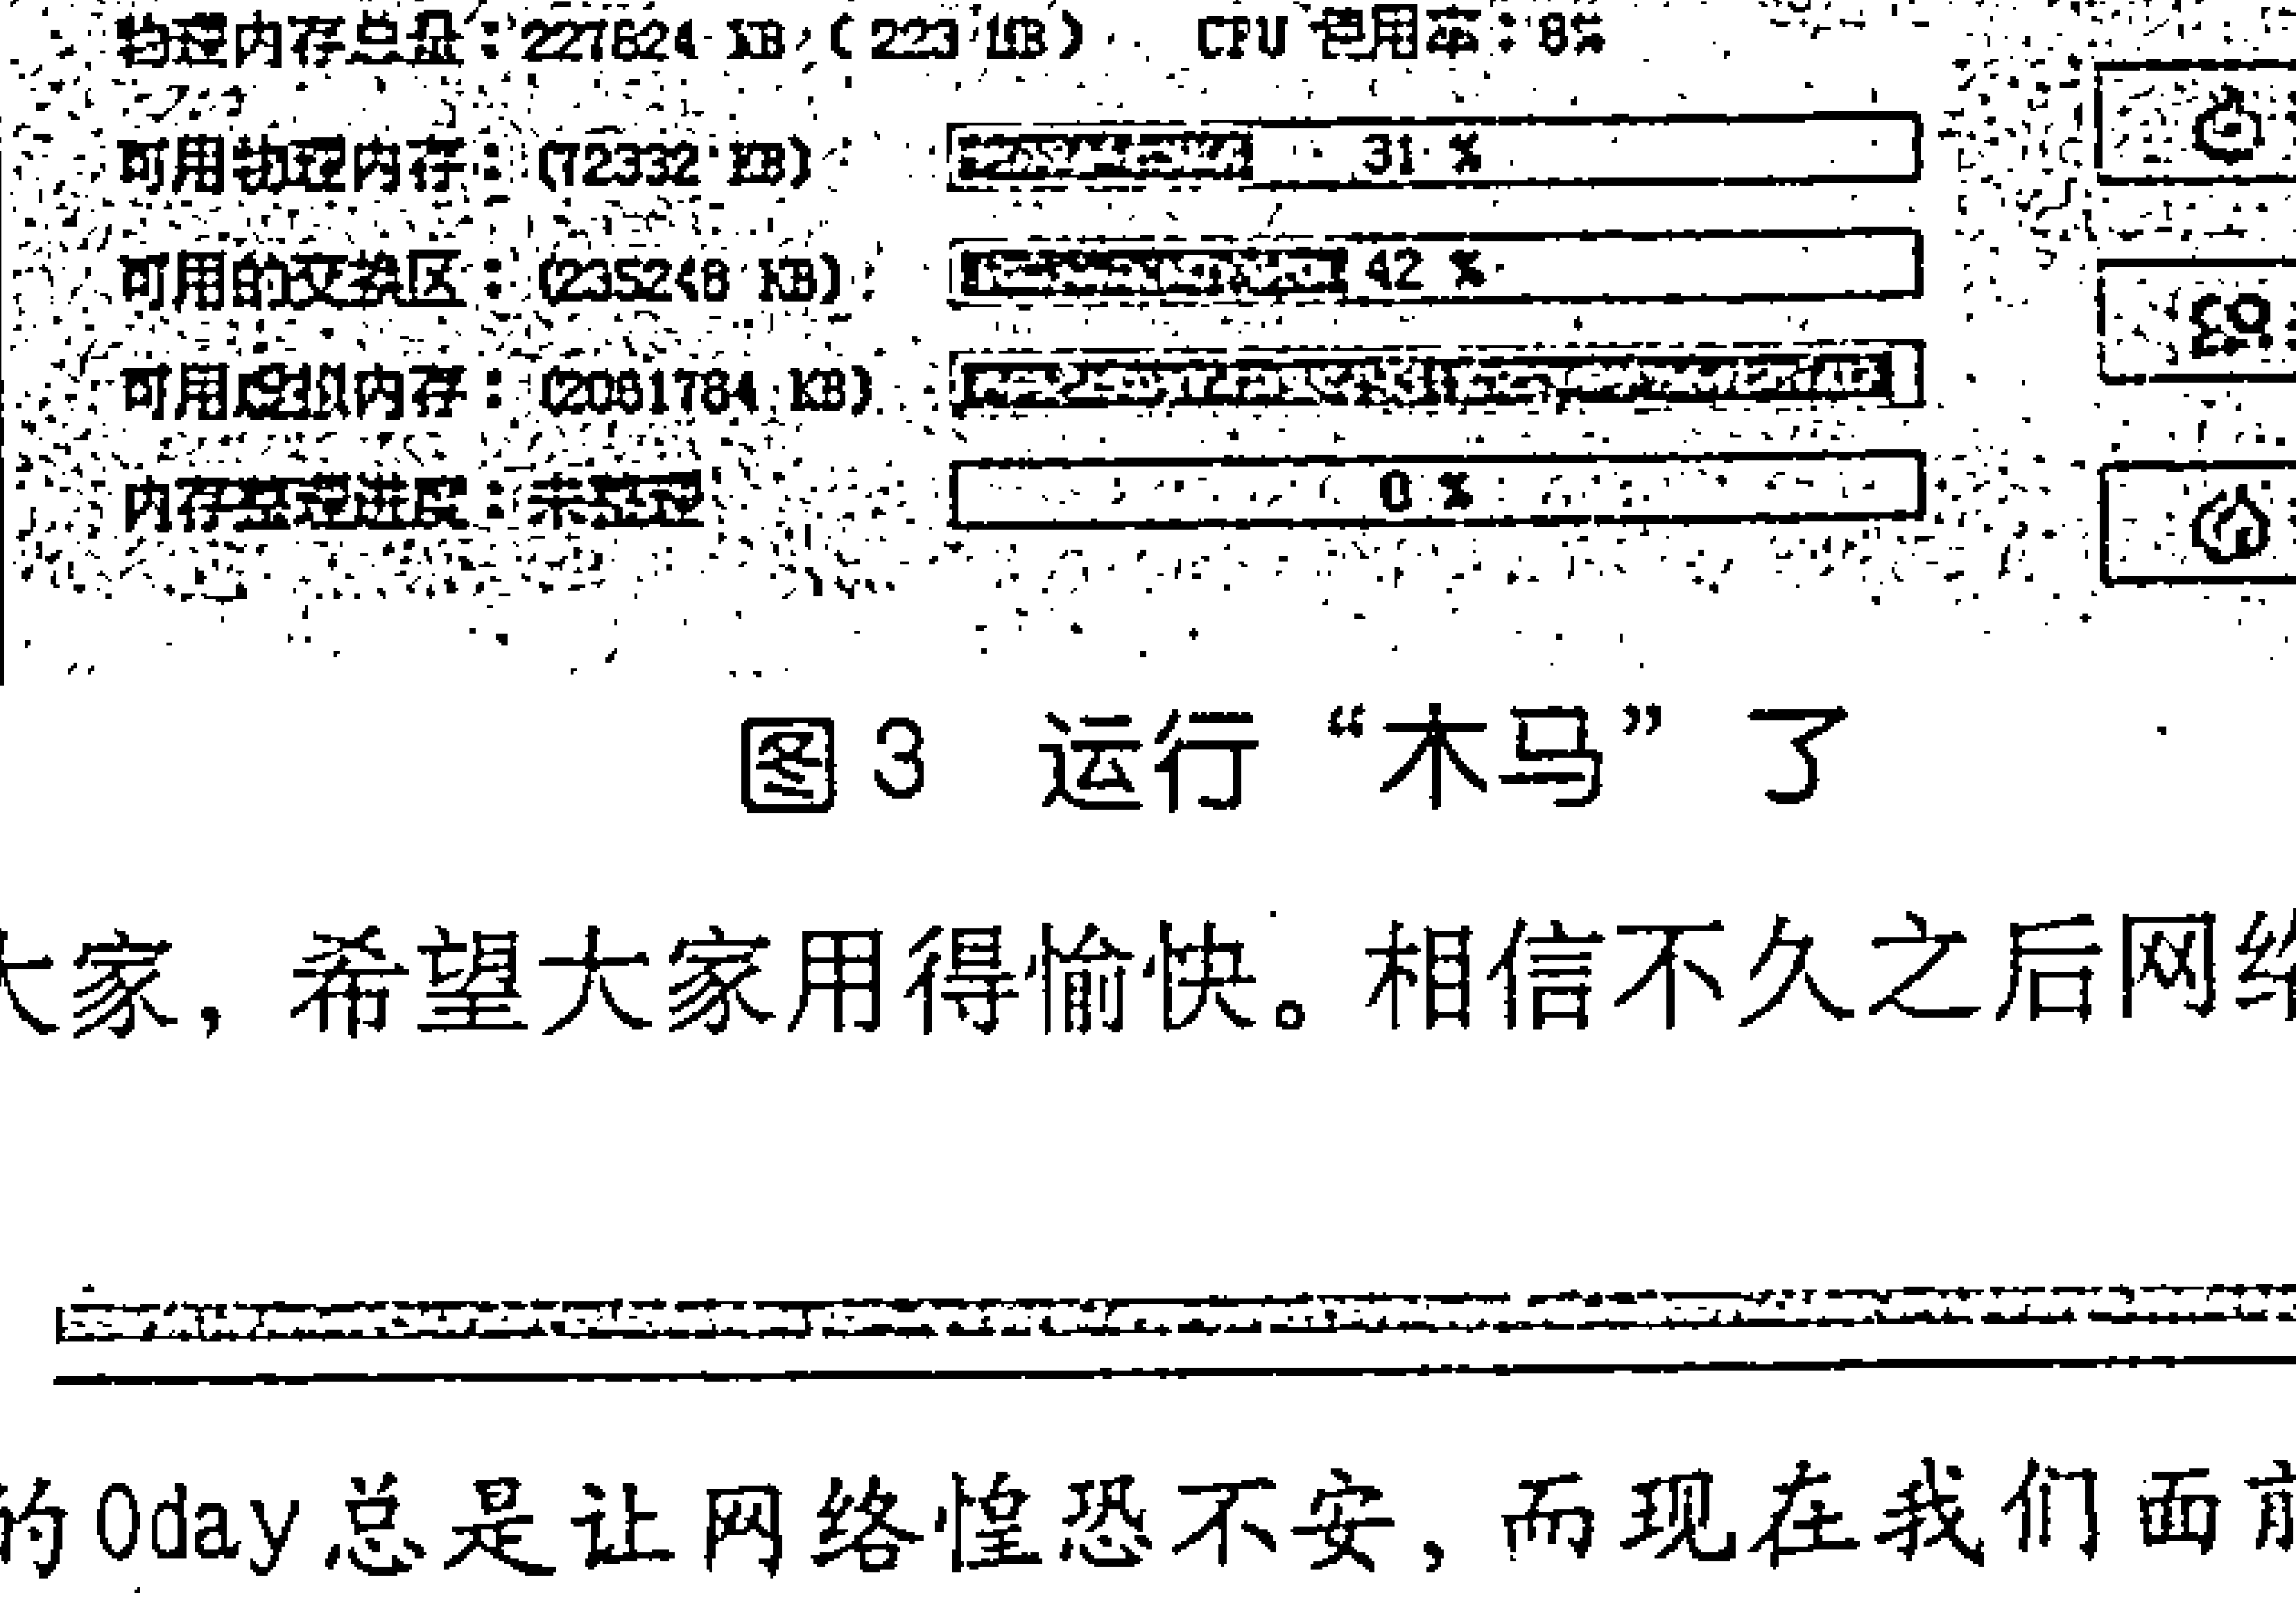 物理内存总量：227824 KB ( 223 MB ) CPU 使用率：8%
可用物理内存：(72332 KB) 31 %
可用的交换区：(235248 KB) 42 %
可用虚拟内存：(2081784 KB)
内存整理进度：未整理 0 %
图 3 运行“木马”了
大家，希望大家用得愉快。相信不久之后网络
的0day总是让网络惶恐不安，而现在我们面前